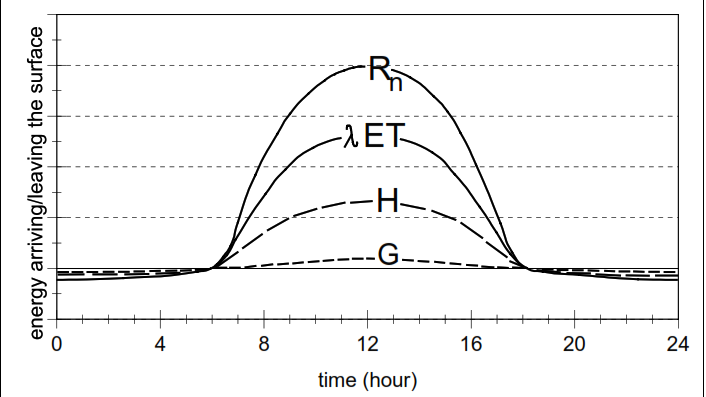 energy arriving/leaving the surface
Rn
λET
H
G
0 4 8 12 16 20 24
time (hour)